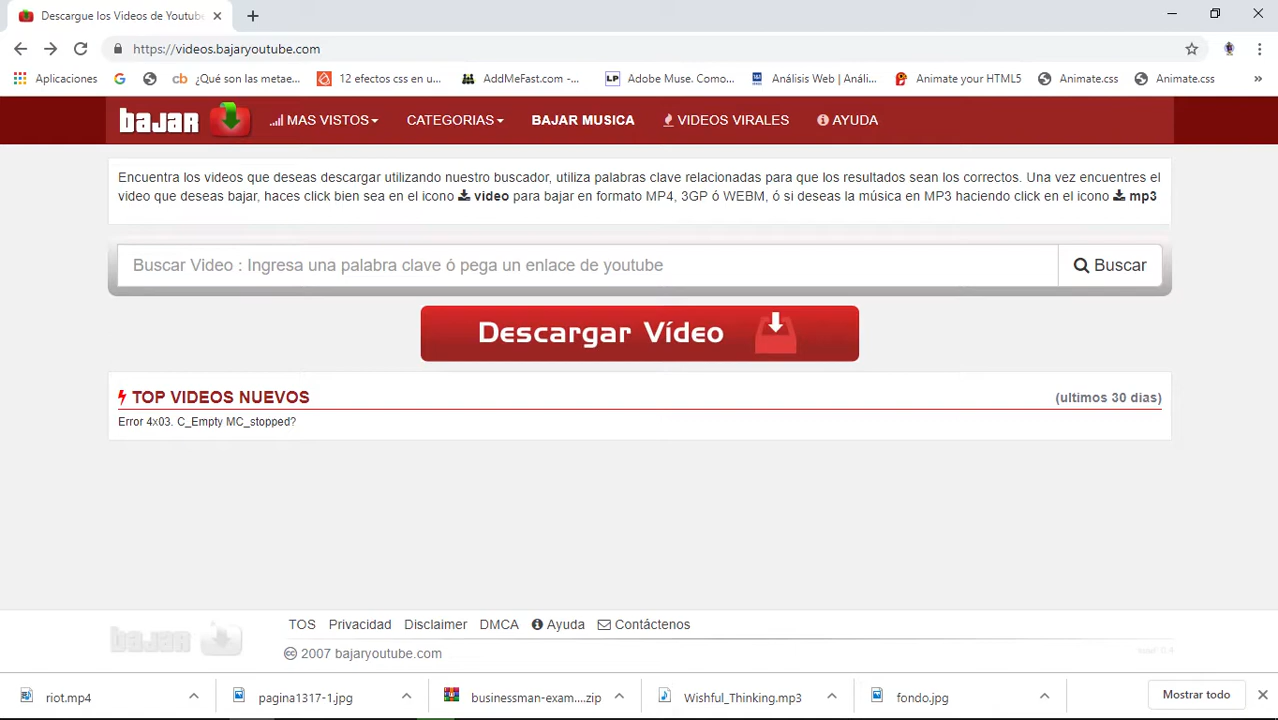 Descargue los Videos de Youtube
https://videos.bajaryoutube.com
Aplicaciones cb ¿Qué son las metae... 12 efectos css en u... AddMeFast.com -... LP Adobe Muse. Como... Análisis Web | Análi... Animate your HTML5 Animate.css Animate.css »
bajar MAS VISTOS CATEGORIAS BAJAR MUSICA VIDEOS VIRALES AYUDA
Encuentra los videos que deseas descargar utilizando nuestro buscador, utiliza palabras clave relacionadas para que los resultados sean los correctos. Una vez encuentres el
video que deseas bajar, haces click bien sea en el icono video para bajar en formato MP4, 3GP ó WEBM, ó si deseas la música en MP3 haciendo click en el icono mp3
Buscar Video : Ingresa una palabra clave ó pega un enlace de youtube Buscar
Descargar Vídeo
TOP VIDEOS NUEVOS (ultimos 30 dias)
Error 4x03. C_Empty MC_stopped?
TOS Privacidad Disclaimer DMCA Ayuda Contáctenos
bajar
2007 bajaryoutube.com
riot.mp4 pagina1317-1.jpg businessman-exam....zip Wishful_Thinking.mp3 fondo.jpg Mostrar todo